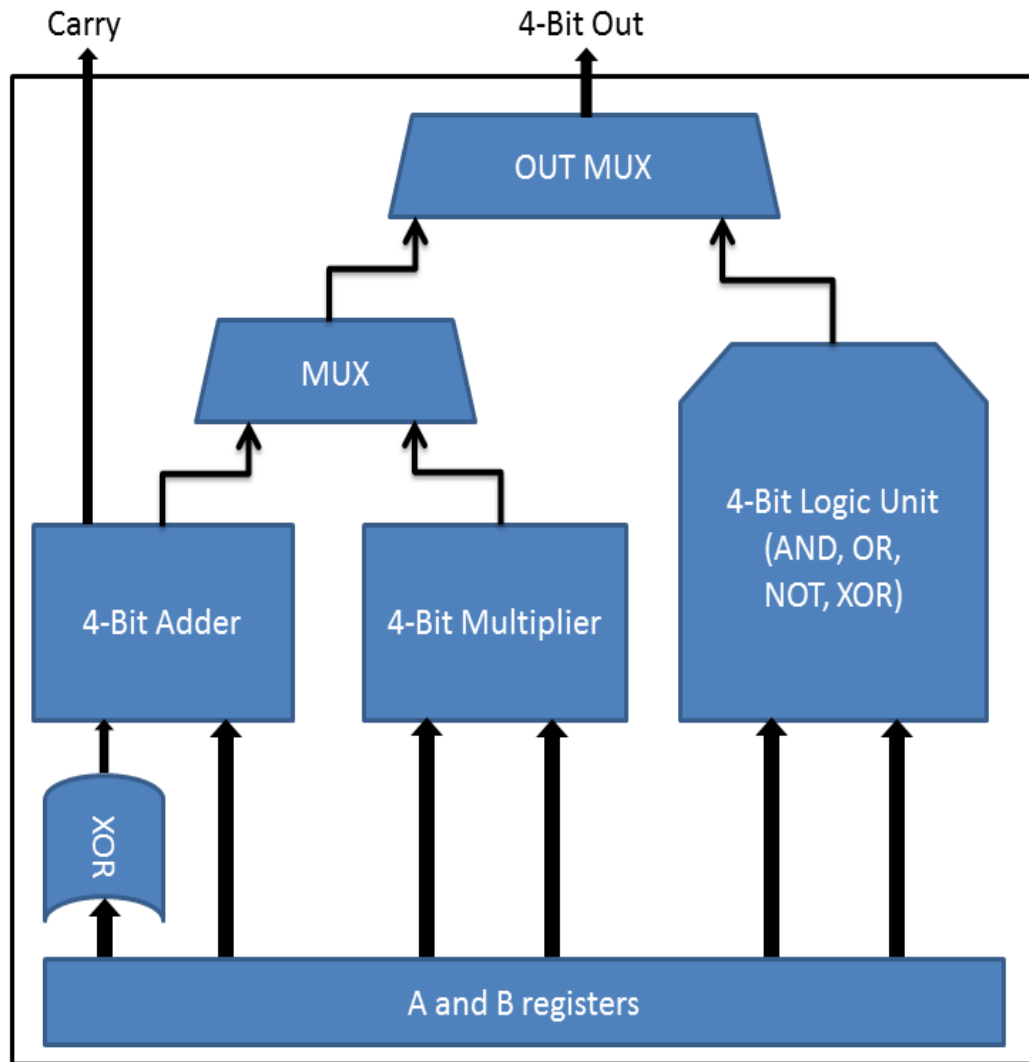 Carry
4-Bit Out
OUT MUX
MUX
4-Bit Logic Unit
(AND, OR,
NOT, XOR)
4-Bit Adder
4-Bit Multiplier
XOR
A and B registers